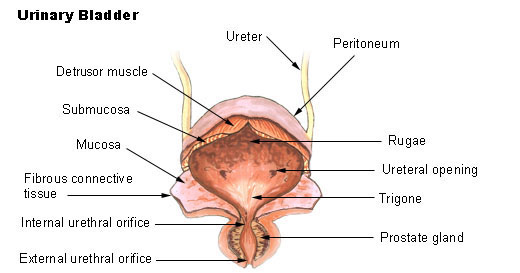 Urinary Bladder
Ureter
Peritoneum
Detrusor muscle
Submucosa
Mucosa
Rugae
Ureteral opening
Fibrous connective
tissue
Trigone
Internal urethral orifice
Prostate gland
External urethral orifice